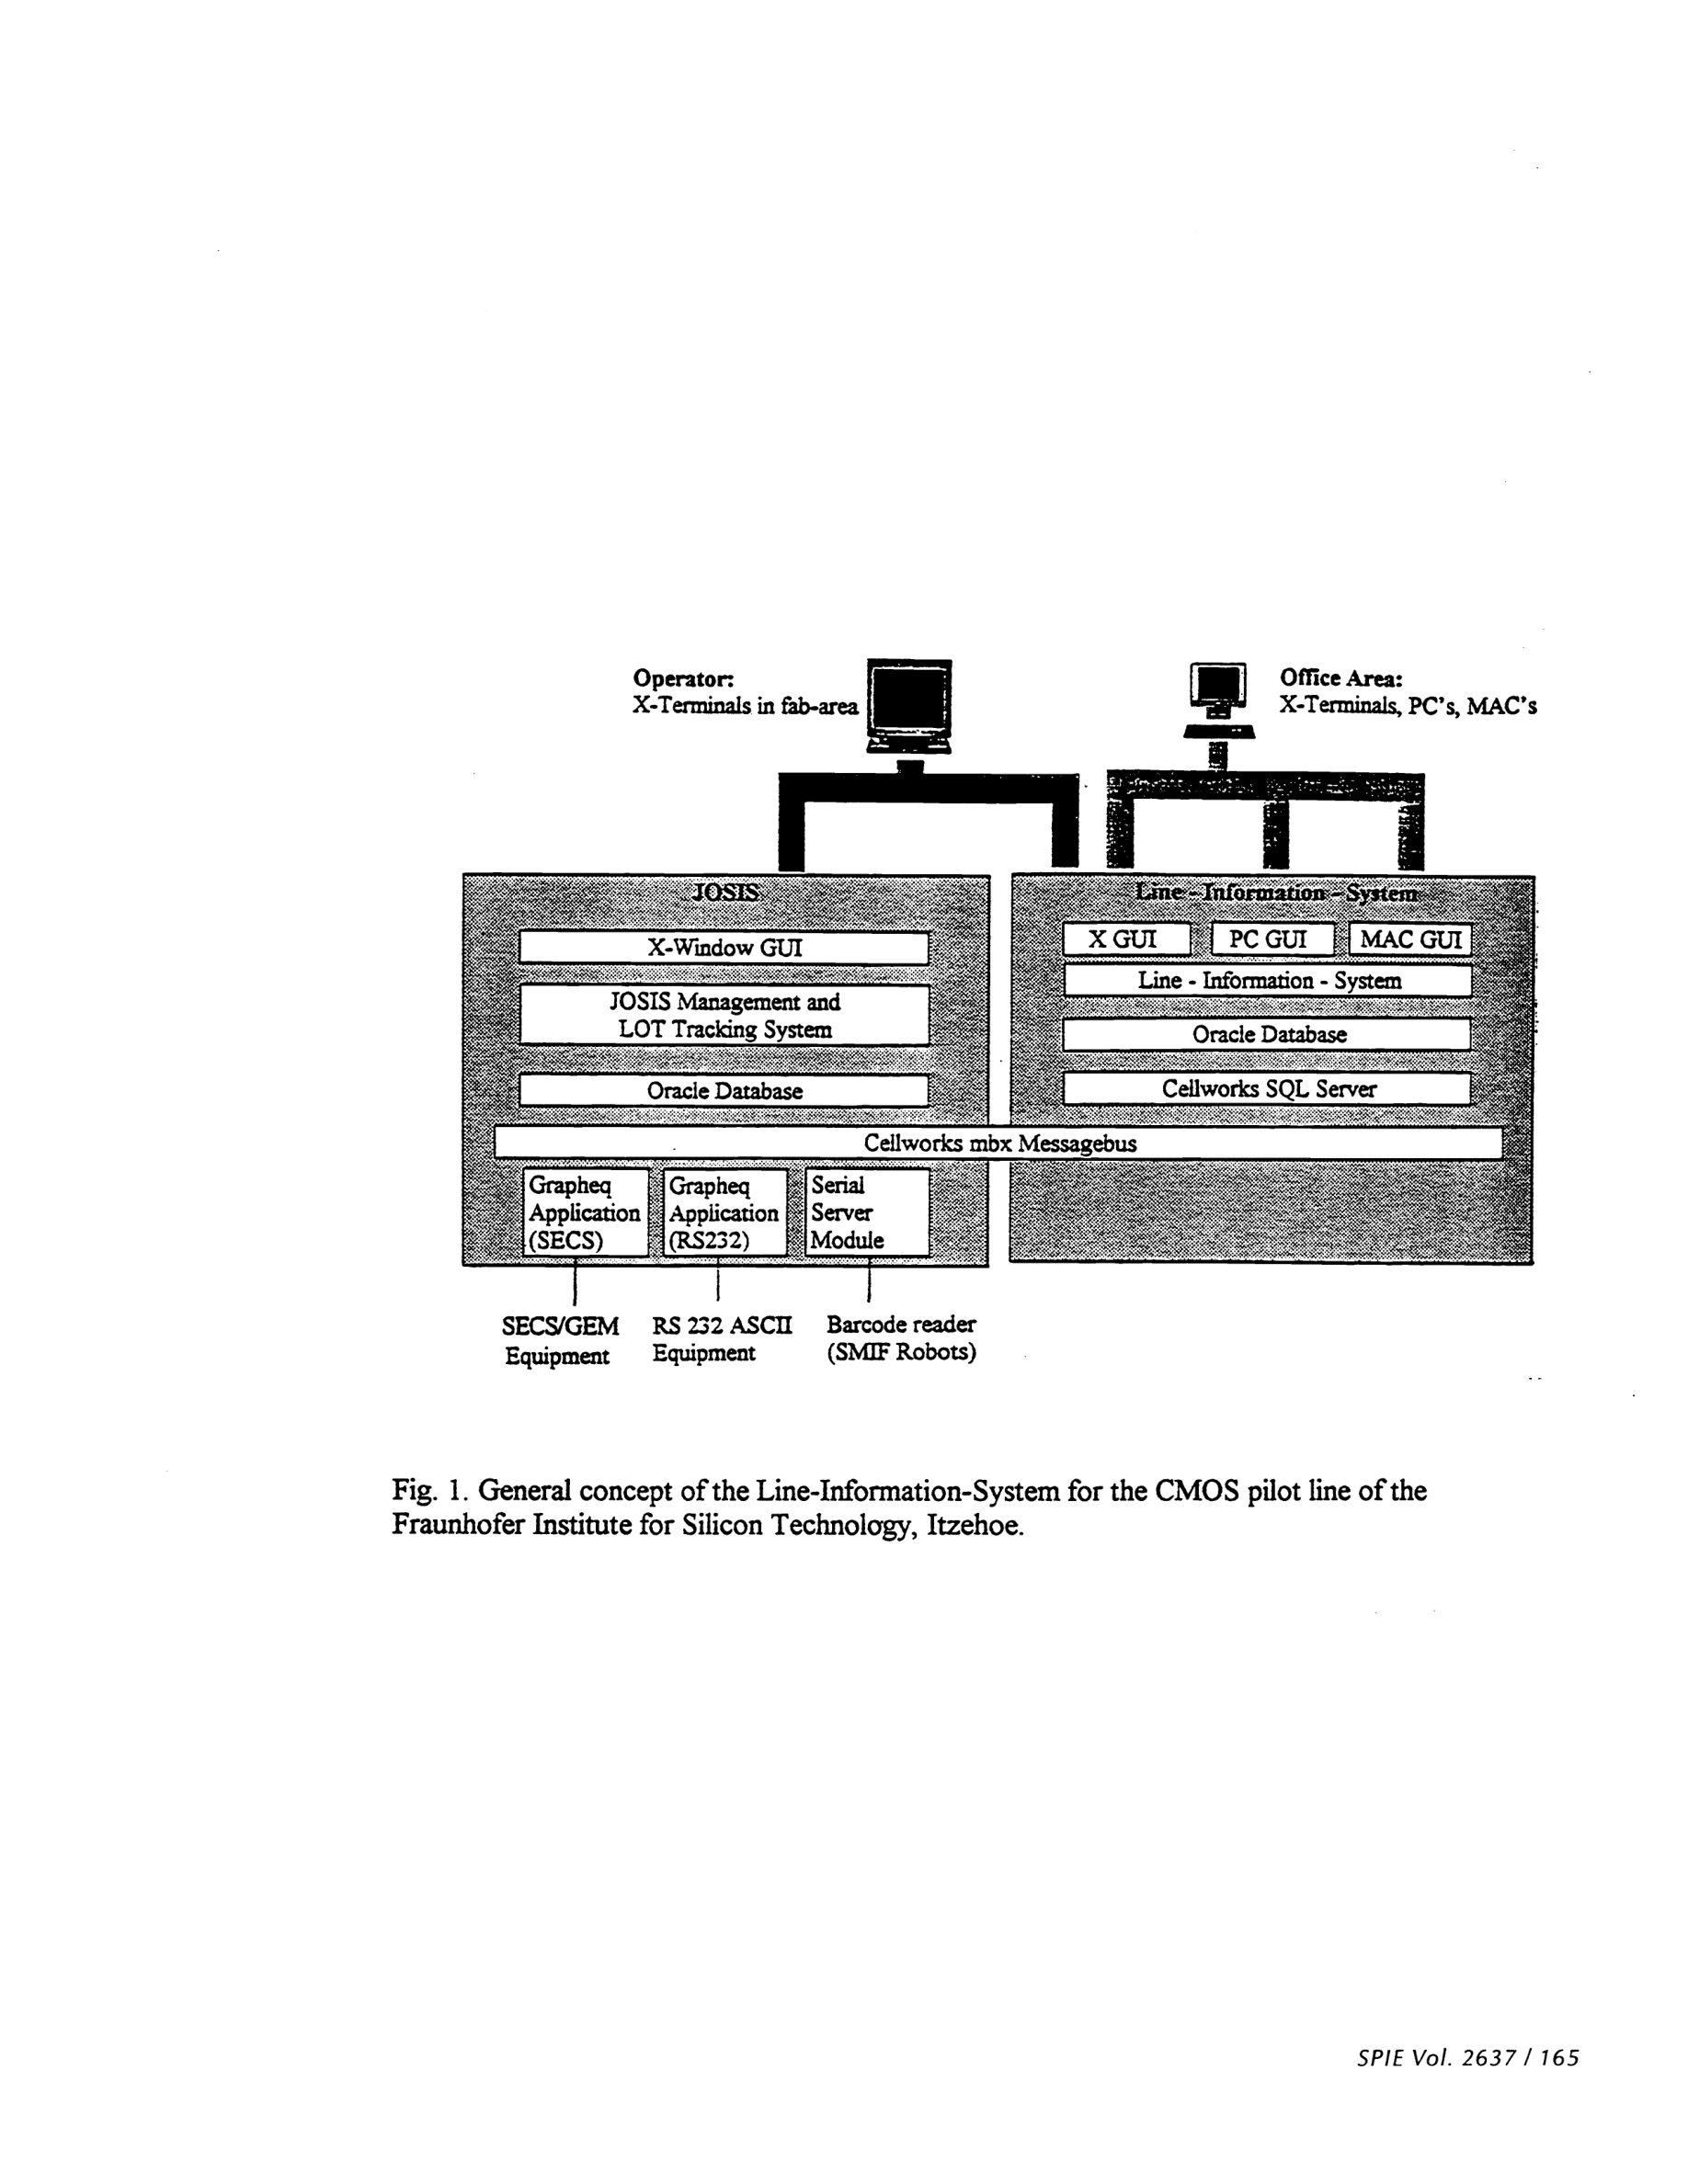 Operator:
X-Terminals in fab-area
Office Area:
X-Terminals, PC's, MAC's
JOSIS
X-Window GUI
JOSIS Management and
LOT Tracking System
Oracle Database
Line - Information - System
X GUI
PC GUI
MAC GUI
Line - Information - System
Oracle Database
Cellworks SQL Server
Cellworks mbx Messagebus
Grapheq
Application
(SECS)
Grapheq
Application
(RS232)
Serial
Server
Module
SECS/GEM
Equipment
RS 232 ASCII
Equipment
Barcode reader
(SMIF Robots)
Fig. 1. General concept of the Line-Information-System for the CMOS pilot line of the
Fraunhofer Institute for Silicon Technology, Itzehoe.
SPIE Vol. 2637 / 165